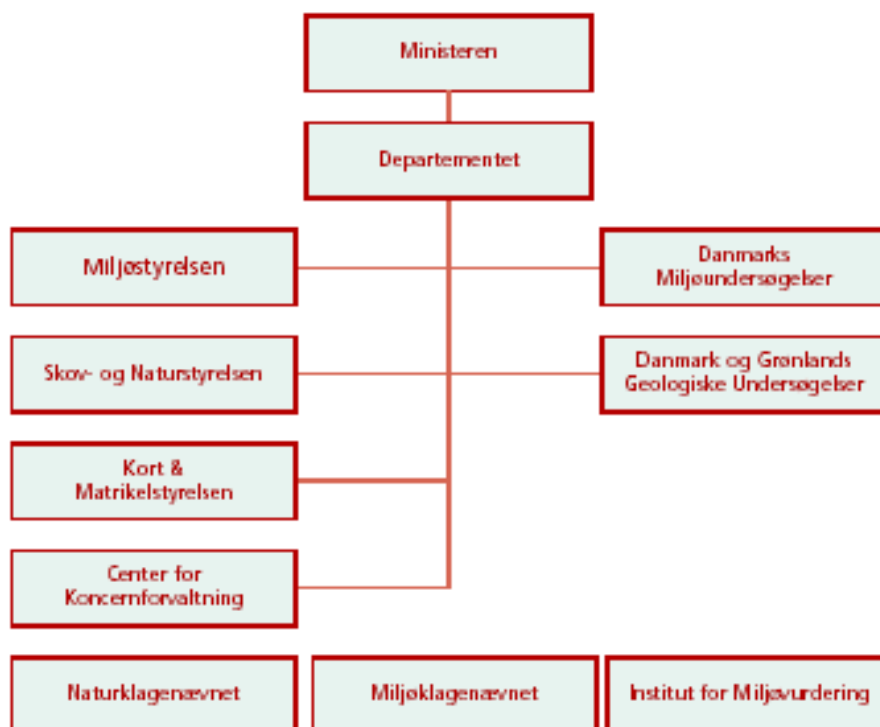 Ministeren
Departementet
Miljøstyrelsen
Danmarks
Miljøundersøgelser
Skov- og Naturstyrelsen
Danmark og Grønlands
Geologiske Undersøgelser
Kort &
Matrikelstyrelsen
Center for
Koncernforvaltning
Naturklagenævnet
Miljøklagenævnet
Institut for Miljøvurdering